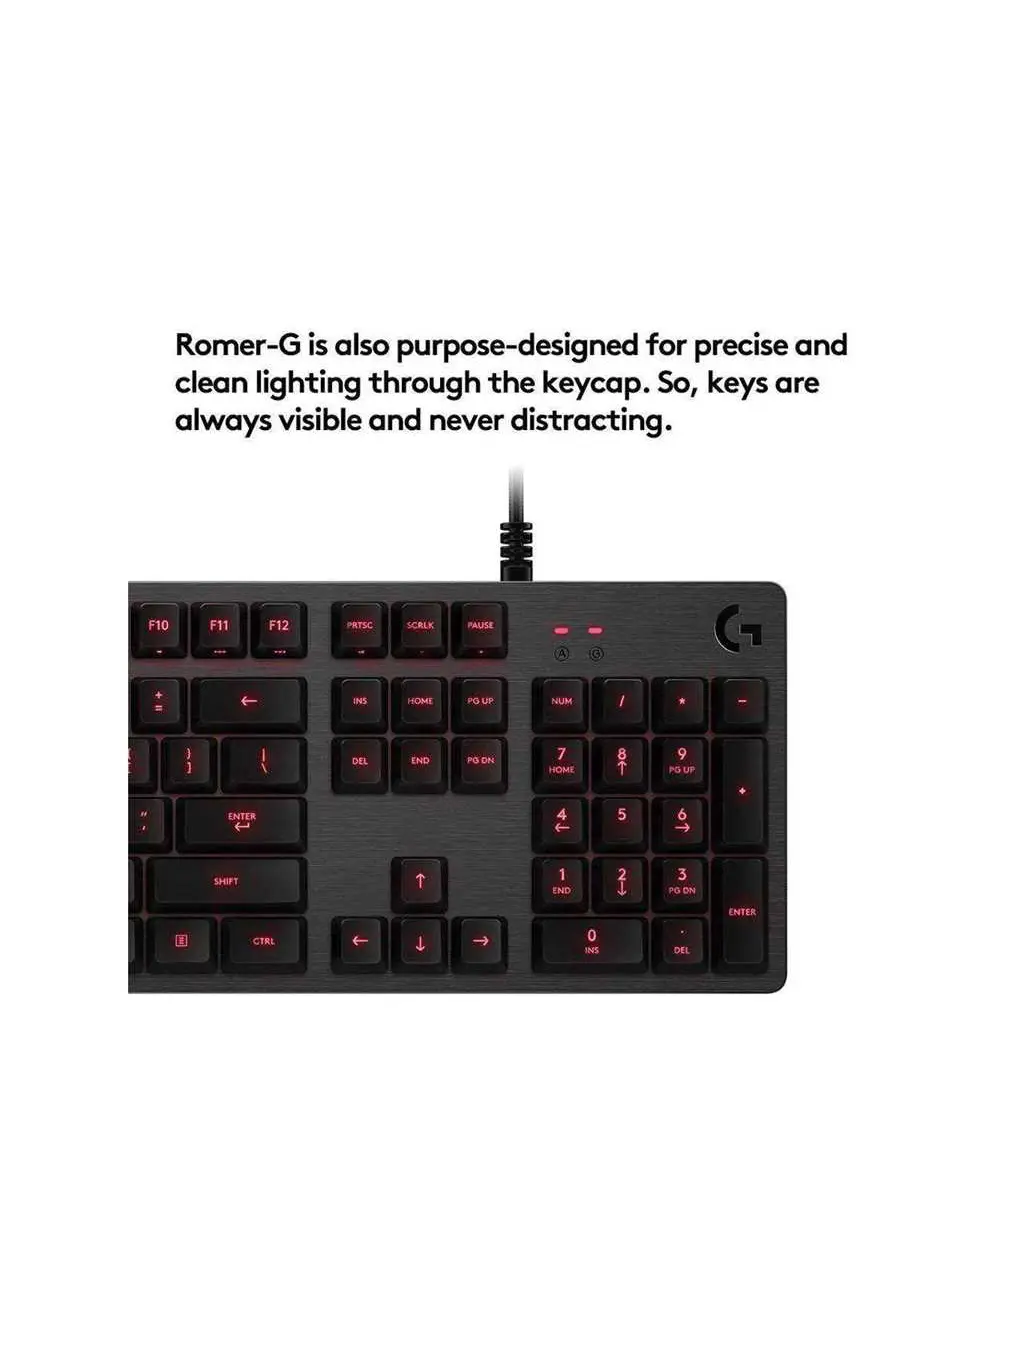 Romer-G is also purpose-designed for precise and
clean lighting through the keycap. So, keys are
always visible and never distracting.
F10 F11 F12 PRTSC SCRLK PAUSE
A G
G
+ = ← INS HOME PG UP NUM / * -
{ } ] | \ DEL END PG DN 7 HOME 8 ↑ 9 PG UP +
" ' ENTER ↵ 4 ← 5 6 →
SHIFT ↑ 1 END 2 ↓ 3 PG DN ENTER
CTRL ← ↓ → 0 INS . DEL